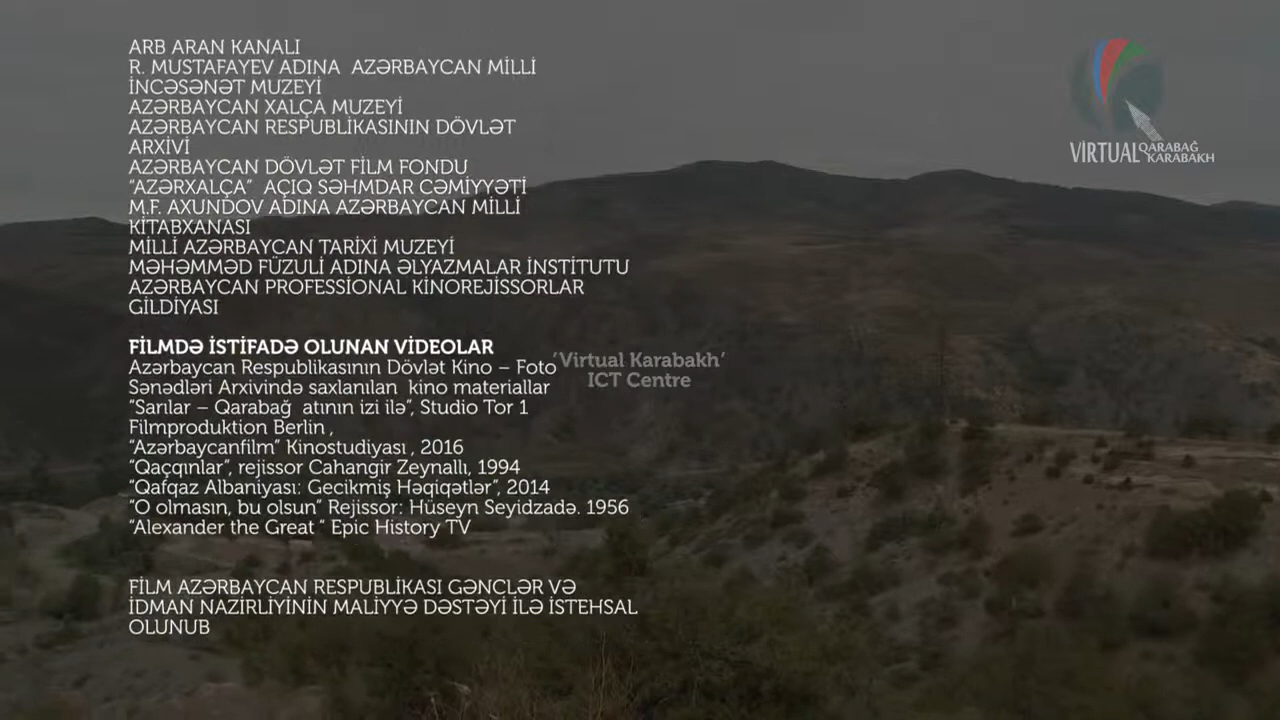 ARB ARAN KANALI
R. MUSTAFAYEV ADINA AZƏRBAYCAN MİLLİ
İNCƏSƏNƏT MUZEYİ
AZƏRBAYCAN XALÇA MUZEYİ
AZƏRBAYCAN RESPUBLİKASININ DÖVLƏT
ARXİVİ
AZƏRBAYCAN DÖVLƏT FİLM FONDU
“AZƏRXALÇA” AÇIQ SƏHMDAR CƏMİYYƏTİ
M.F. AXUNDOV ADINA AZƏRBAYCAN MİLLİ
KİTABXANASI
MİLLİ AZƏRBAYCAN TARİXİ MUZEYİ
MƏHƏMMƏD FÜZULİ ADINA ƏLYAZMALAR İNSTİTUTU
AZƏRBAYCAN PROFESSİONAL KİNOREJİSSORLAR
GİLDİYASI
FİLMDƏ İSTİFADƏ OLUNAN VİDEOLAR
Azərbaycan Respublikasının Dövlət Kino – Foto
Sənədləri Arxivində saxlanılan kino materiallar
“Sarılar – Qarabağ atının izi ilə”, Studio Tor 1
Filmproduktion Berlin ,
“Azərbaycanfilm” Kinostudiyası , 2016
“Qaçqınlar”, rejissor Cahangir Zeynallı, 1994
“Qafqaz Albaniyası: Gecikmiş Həqiqətlər”, 2014
“O olmasın, bu olsun” Rejissor: Hüseyn Seyidzadə. 1956
“Alexander the Great “ Epic History TV
FİLM AZƏRBAYCAN RESPUBLİKASI GƏNCLƏR VƏ
İDMAN NAZİRLİYİNİN MALİYYƏ DƏSTƏYİ İLƏ İSTEHSAL
OLUNUB
‘Virtual Karabakh’
ICT Centre
VIRTUAL QARABAĞ
KARABAKH